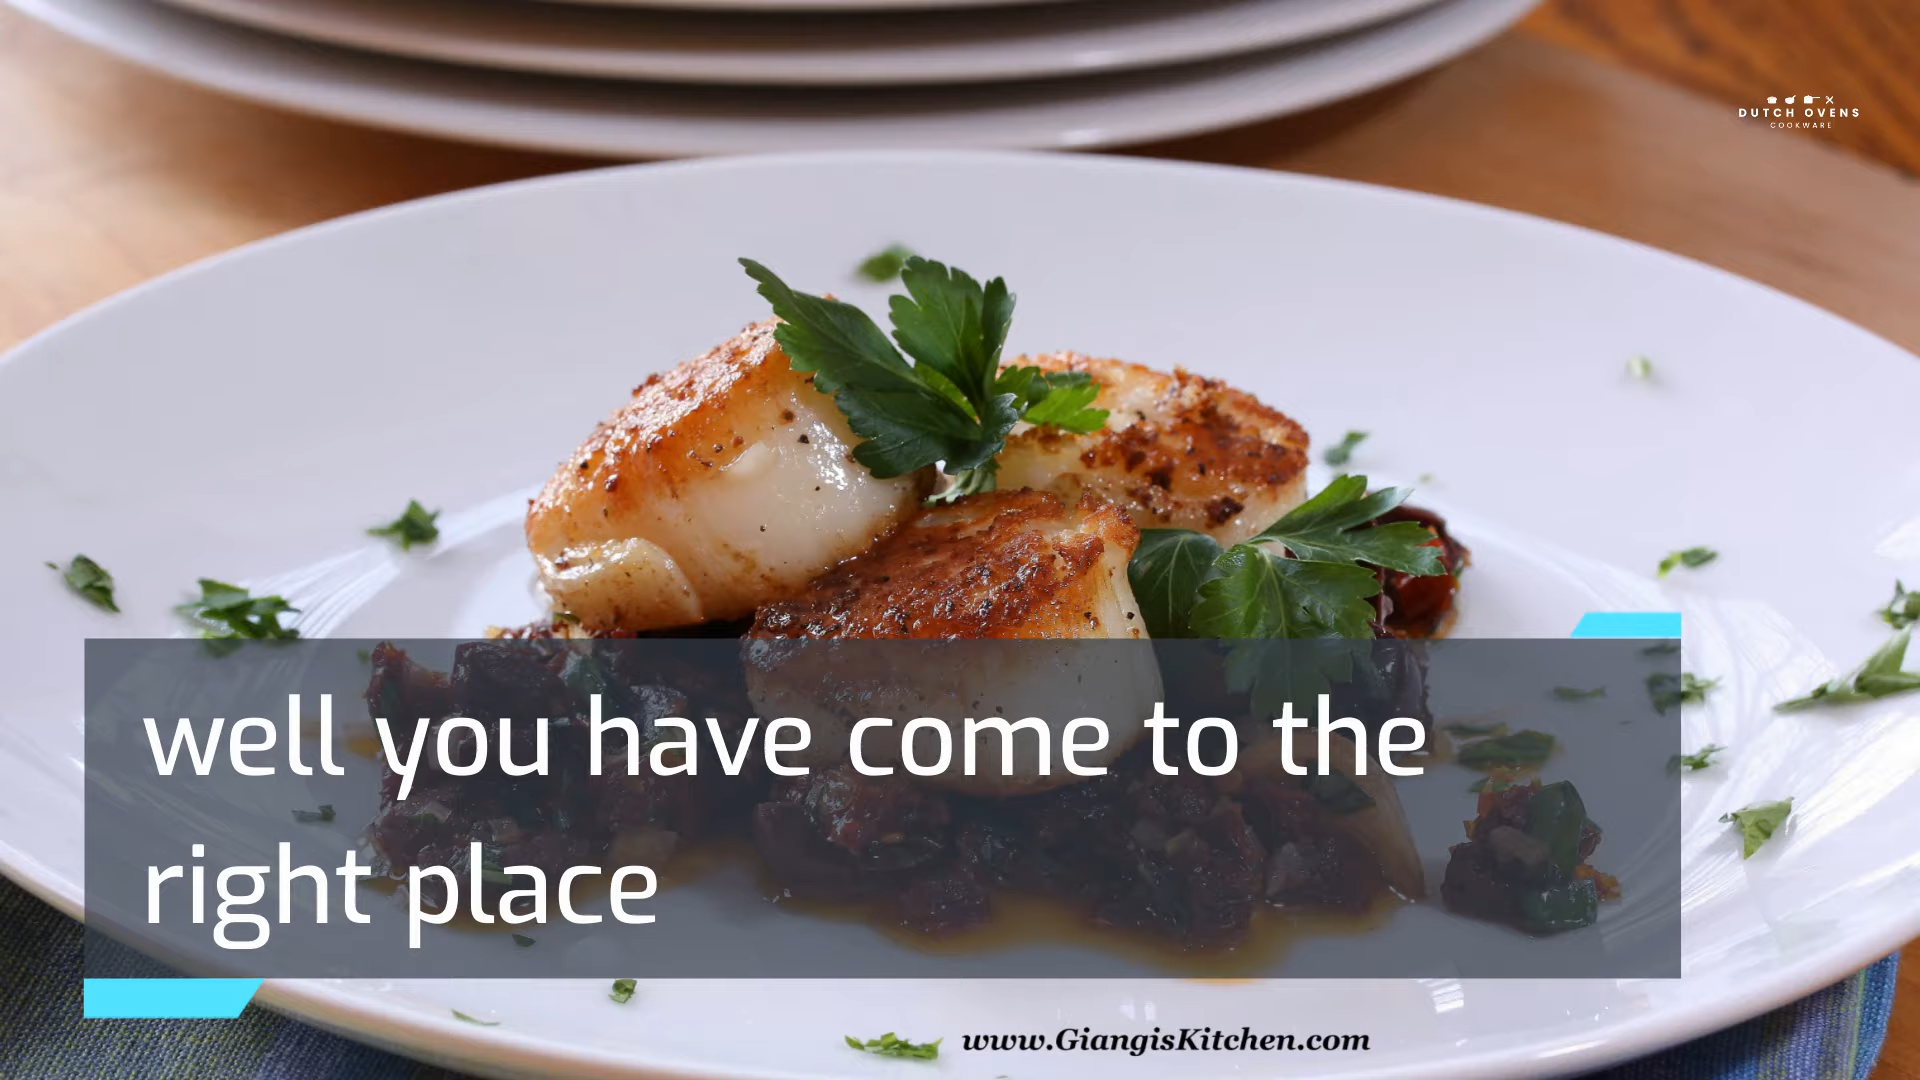 DUTCH OVENS
COOKWARE
well you have come to the
right place
www.GiangisKitchen.com